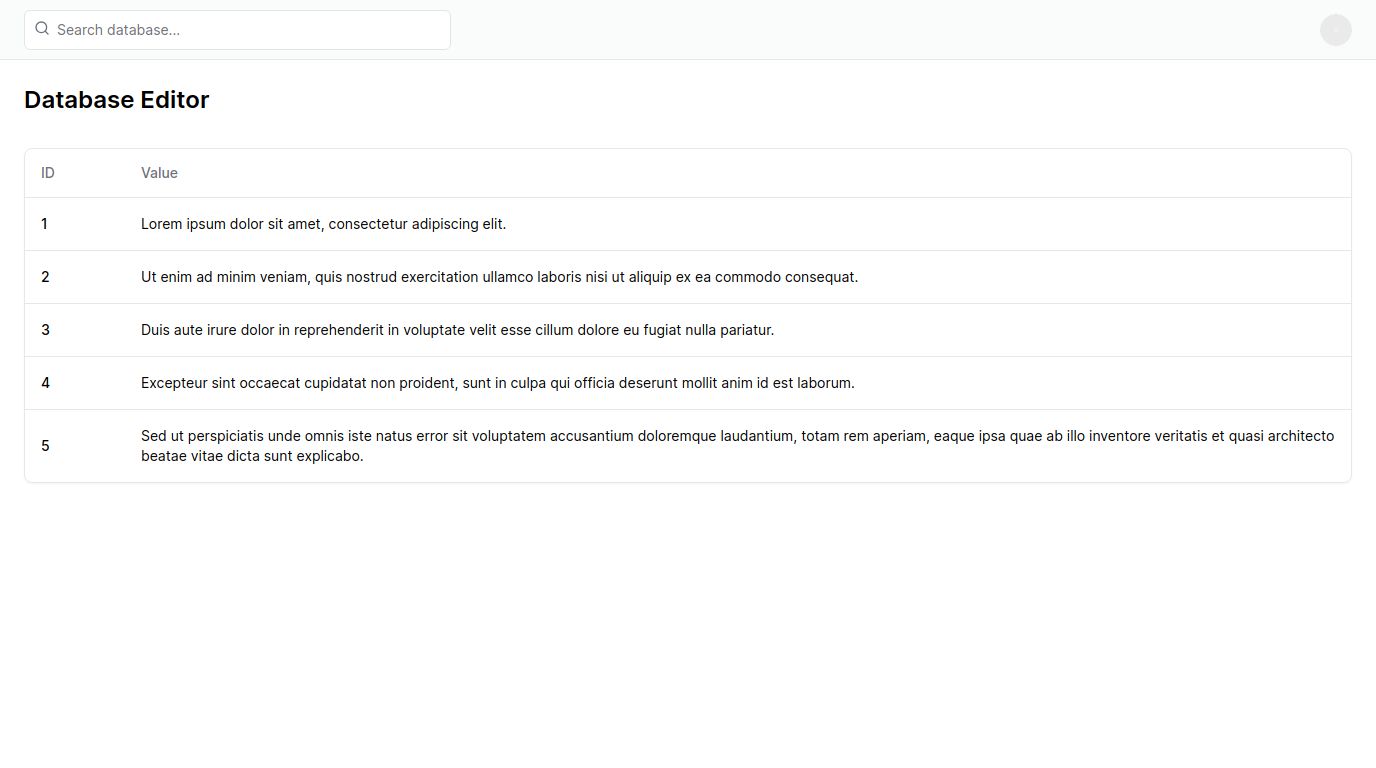 Search database...
Database Editor
ID Value
1 Lorem ipsum dolor sit amet, consectetur adipiscing elit.
2 Ut enim ad minim veniam, quis nostrud exercitation ullamco laboris nisi ut aliquip ex ea commodo consequat.
3 Duis aute irure dolor in reprehenderit in voluptate velit esse cillum dolore eu fugiat nulla pariatur.
4 Excepteur sint occaecat cupidatat non proident, sunt in culpa qui officia deserunt mollit anim id est laborum.
5 Sed ut perspiciatis unde omnis iste natus error sit voluptatem accusantium doloremque laudantium, totam rem aperiam, eaque ipsa quae ab illo inventore veritatis et quasi architecto
beatae vitae dicta sunt explicabo.